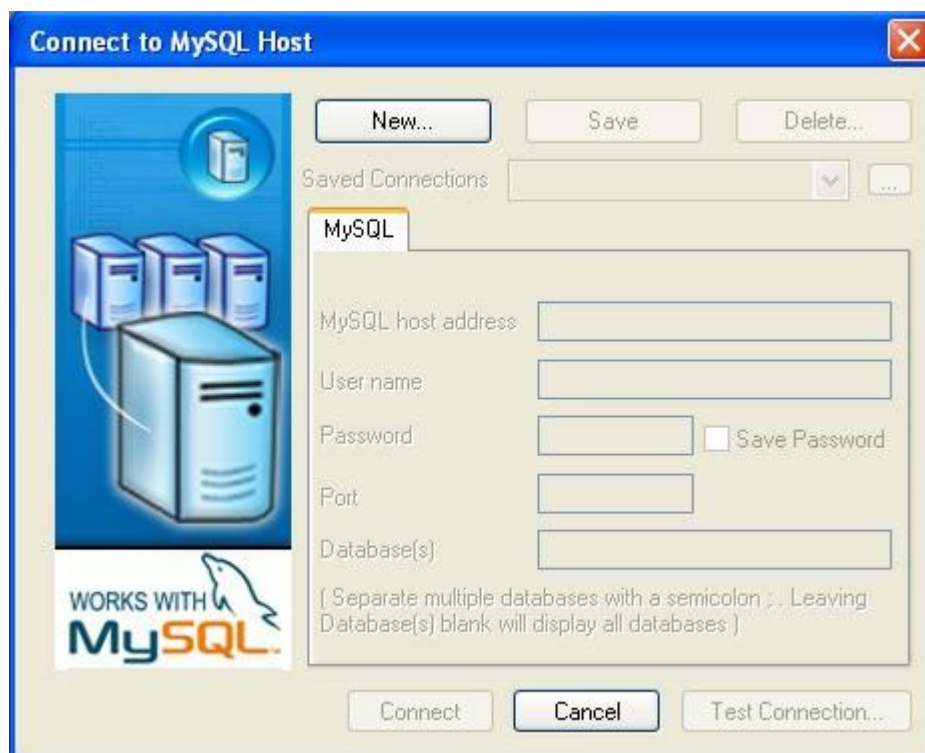 Connect to MySQL Host
New... Save Delete...
Saved Connections ...
MySQL
MySQL host address
User name
Password Save Password
Port
Database(s)
( Separate multiple databases with a semicolon ; . Leaving
Database(s) blank will display all databases )
WORKS WITH
MySQL™
Connect Cancel Test Connection...